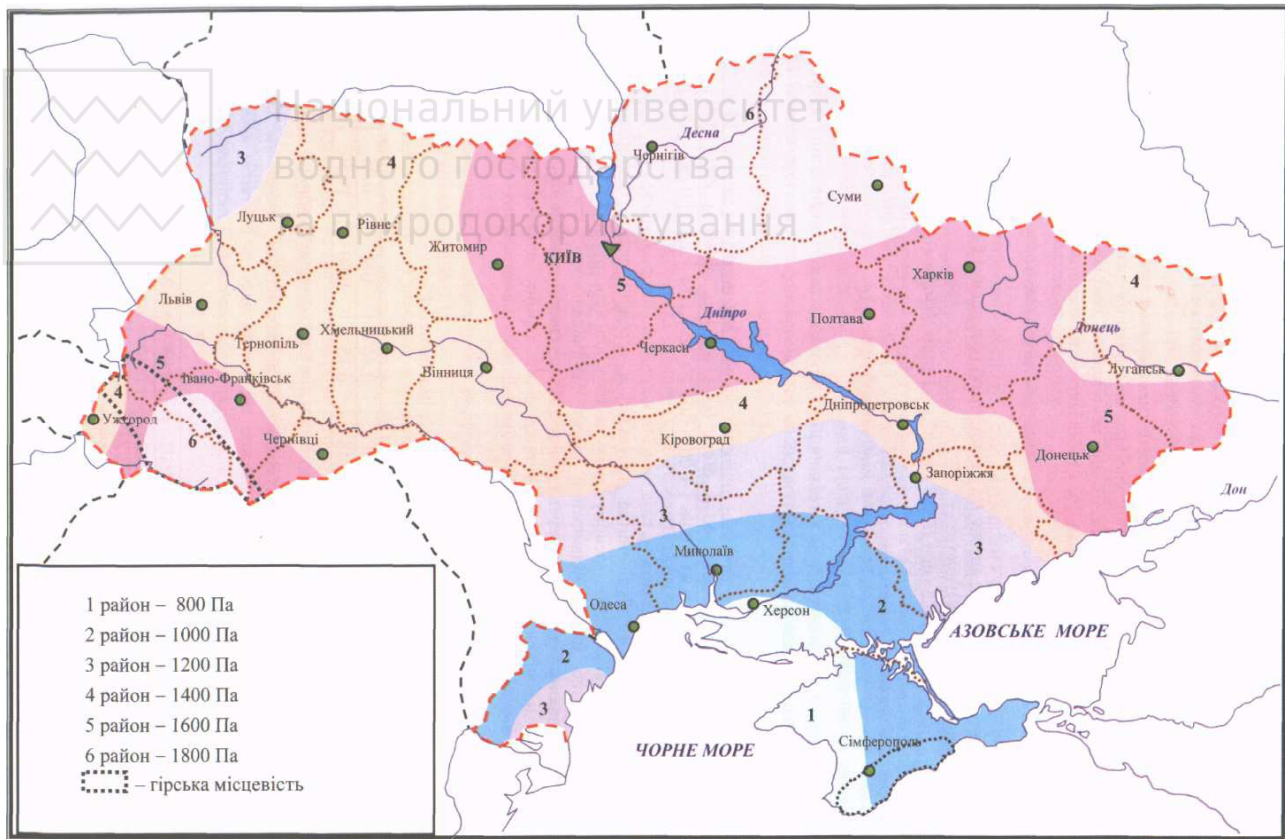 Національний університет
водного господарства
та природокористування
6
Десна
Чернігів
3
4
Суми
Луцьк
Рівне
Житомир
КИЇВ
Харків
5
4
Львів
Дніпро
Полтава
Донець
Хмельницький
Тернопіль
Черкаси
5
Вінниця
Луганськ
Івано-Франківськ
4
4
Дніпропетровськ
5
Ужгород
6
Кіровоград
Чернівці
Донецьк
Запоріжжя
Дон
3
3
Миколаїв
Одеса
Херсон
2
АЗОВСЬКЕ МОРЕ
2
3
1
ЧОРНЕ МОРЕ
Сімферополь
1 район – 800 Па
2 район – 1000 Па
3 район – 1200 Па
4 район – 1400 Па
5 район – 1600 Па
6 район – 1800 Па
– гірська місцевість